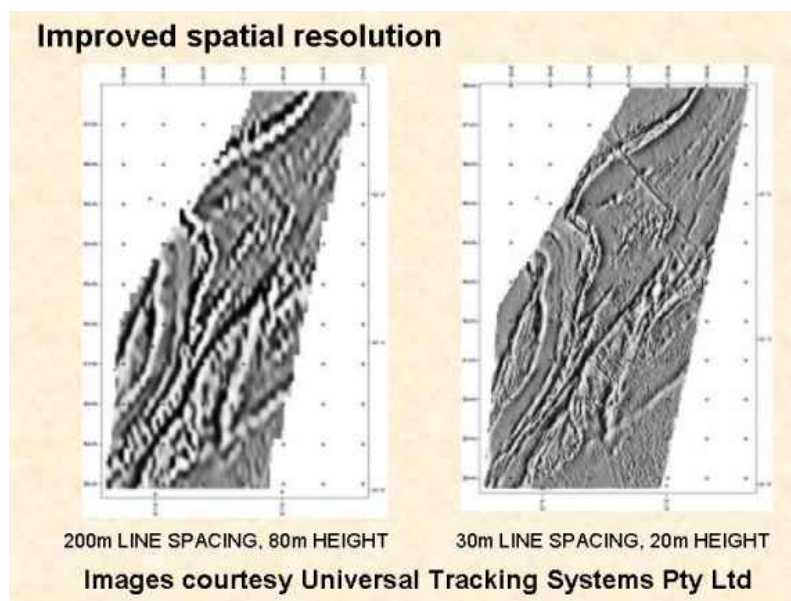 Improved spatial resolution
200m LINE SPACING, 80m HEIGHT
30m LINE SPACING, 20m HEIGHT
Images courtesy Universal Tracking Systems Pty Ltd